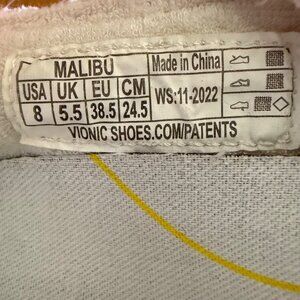 MALIBU
USA UK EU CM
8 5.5 38.5 24.5
Made in China
WS:11-2022
VIONIC SHOES.COM/PATENTS